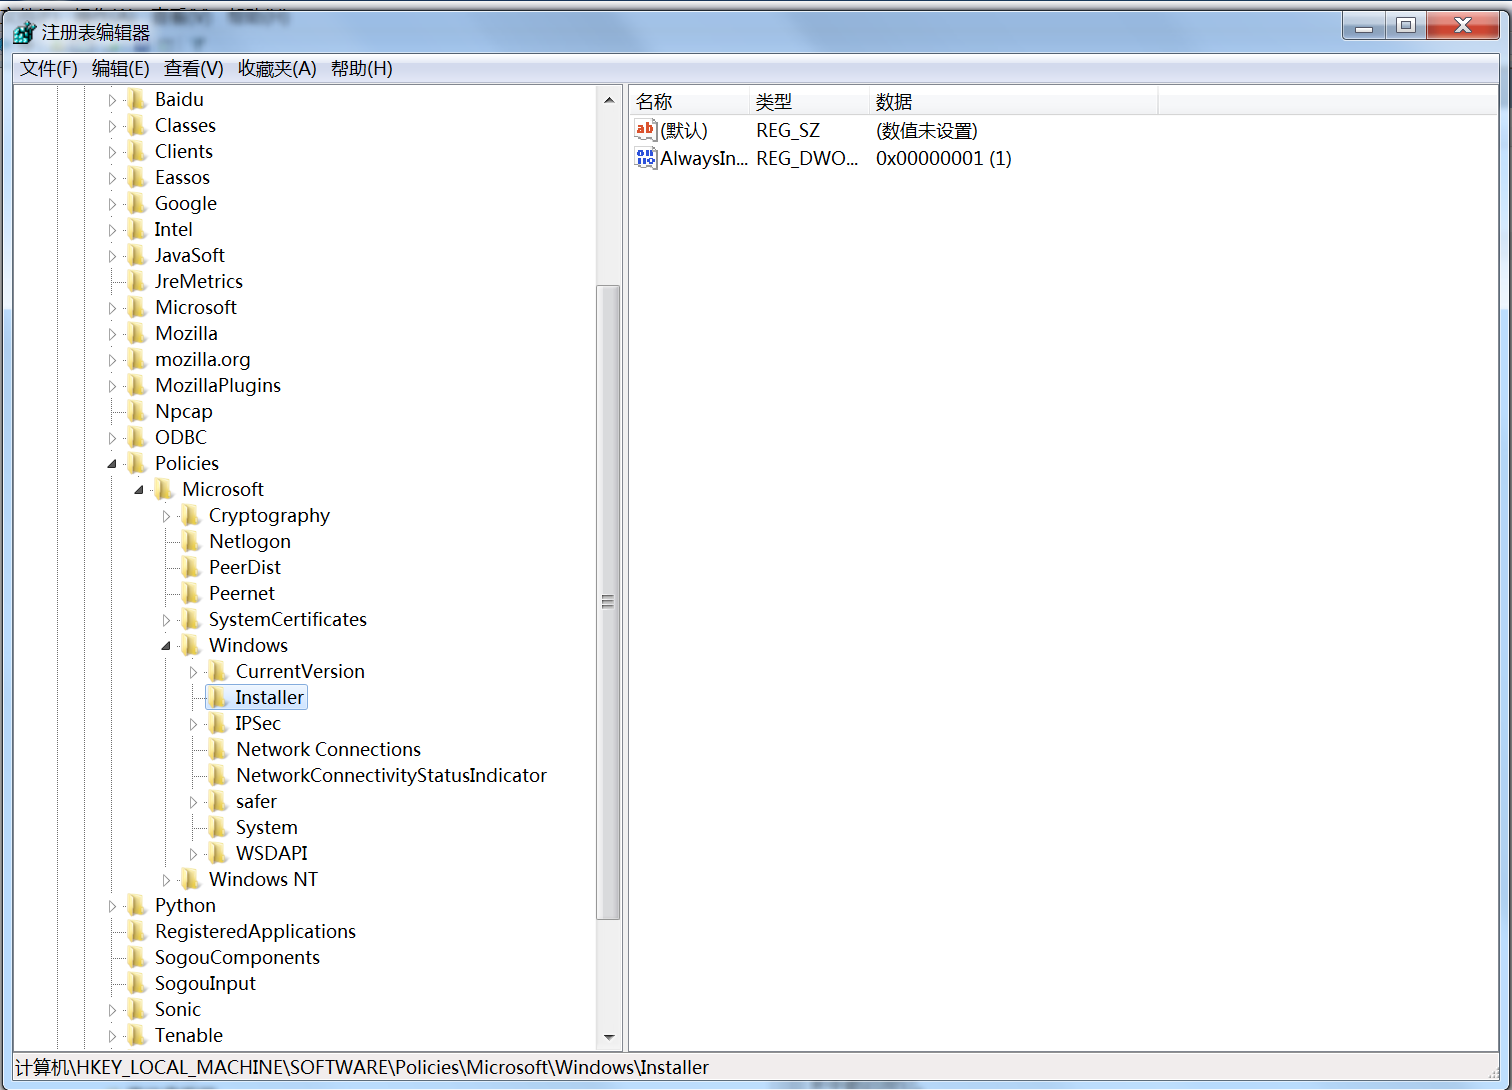 注册表编辑器
文件(F) 编辑(E) 查看(V) 收藏夹(A) 帮助(H)
Baidu
Classes
Clients
Eassos
Google
Intel
JavaSoft
JreMetrics
Microsoft
Mozilla
mozilla.org
MozillaPlugins
Npcap
ODBC
Policies
Microsoft
Cryptography
Netlogon
PeerDist
Peernet
SystemCertificates
Windows
CurrentVersion
Installer
IPSec
Network Connections
NetworkConnectivityStatusIndicator
safer
System
WSDAPI
Windows NT
Python
RegisteredApplications
SogouComponents
SogouInput
Sonic
Tenable
名称 类型 数据
(默认) REG_SZ (数值未设置)
AlwaysIn... REG_DWO... 0x00000001 (1)
计算机\HKEY_LOCAL_MACHINE\SOFTWARE\Policies\Microsoft\Windows\Installer